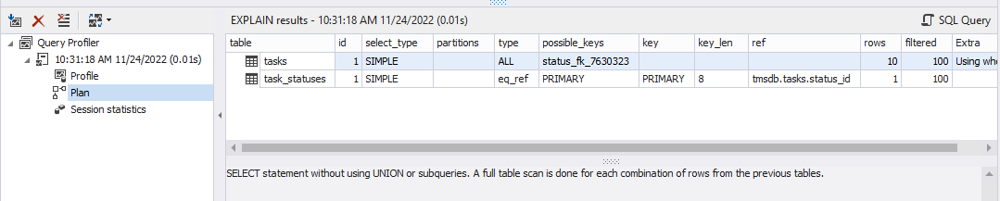 EXPLAIN results - 10:31:18 AM 11/24/2022 (0.01s) SQL Query
Query Profiler
10:31:18 AM 11/24/2022 (0.01s)
Profile
Plan
Session statistics
table id select_type partitions type possible_keys key key_len ref rows filtered Extra
tasks 1 SIMPLE ALL status_fk_7630323 10 100 Using whe
task_statuses 1 SIMPLE eq_ref PRIMARY PRIMARY 8 tmsdb.tasks.status_id 1 100
SELECT statement without using UNION or subqueries. A full table scan is done for each combination of rows from the previous tables.